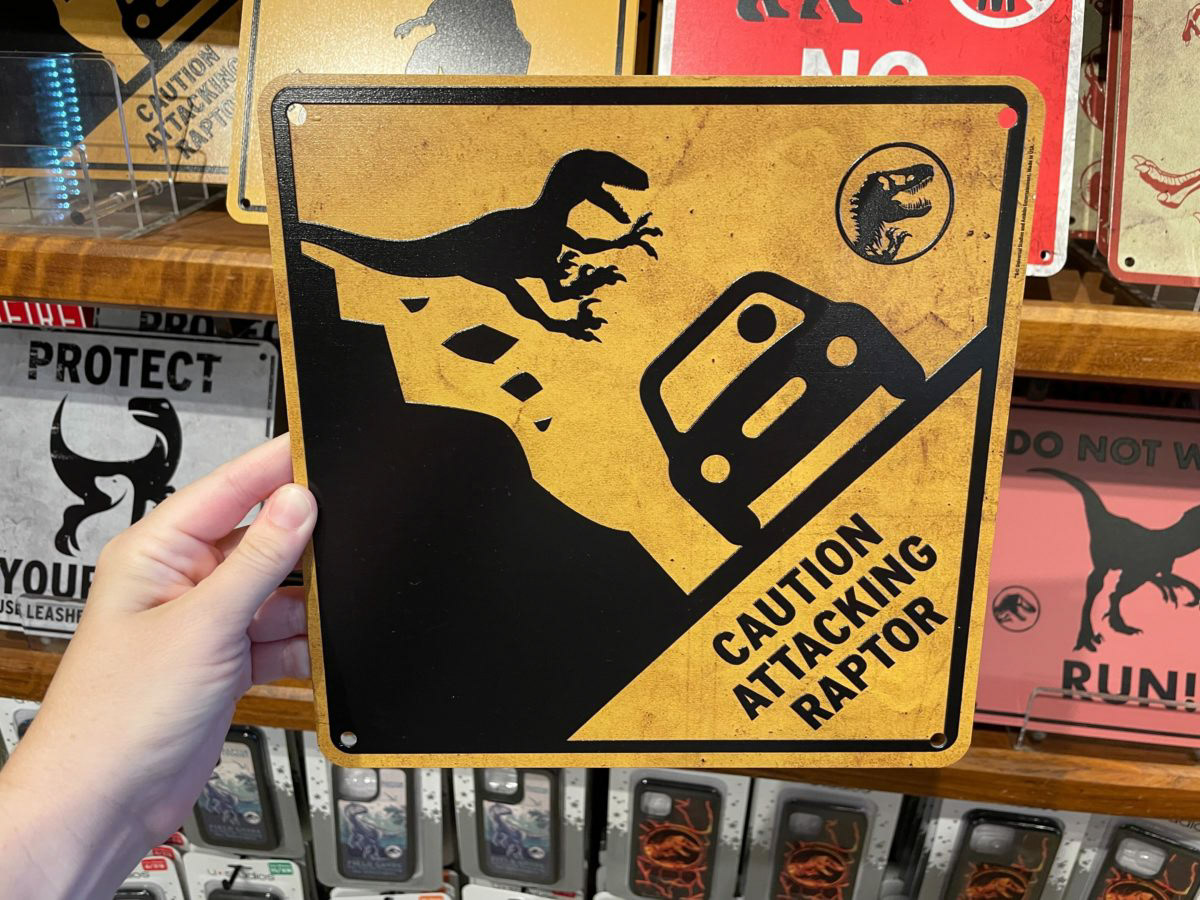 CAUTION
ATTACKING
RAPTOR
NO
CAUTION
ATTACKING
RAPTOR
PROTECT
YOUR
DO NOT W
RUN!